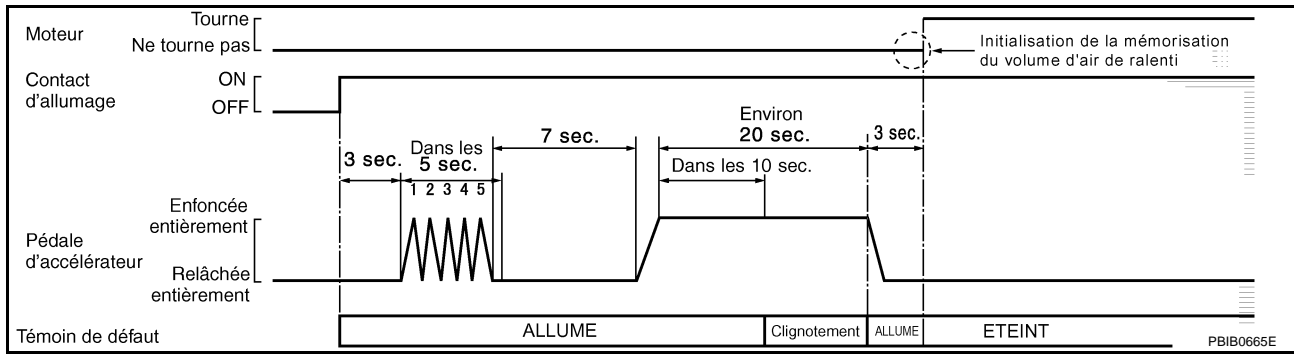 Moteur
Tourne
Ne tourne pas
Initialisation de la mémorisation
du volume d'air de ralenti
Contact
d'allumage
ON
OFF
3 sec.
Dans les
5 sec.
1 2 3 4 5
7 sec.
Environ
20 sec.
Dans les 10 sec.
3 sec.
Pédale
d'accélérateur
Enfoncée
entièrement
Relâchée
entièrement
Témoin de défaut
ALLUME
Clignotement
ALLUME
ETEINT
PBIB0665E